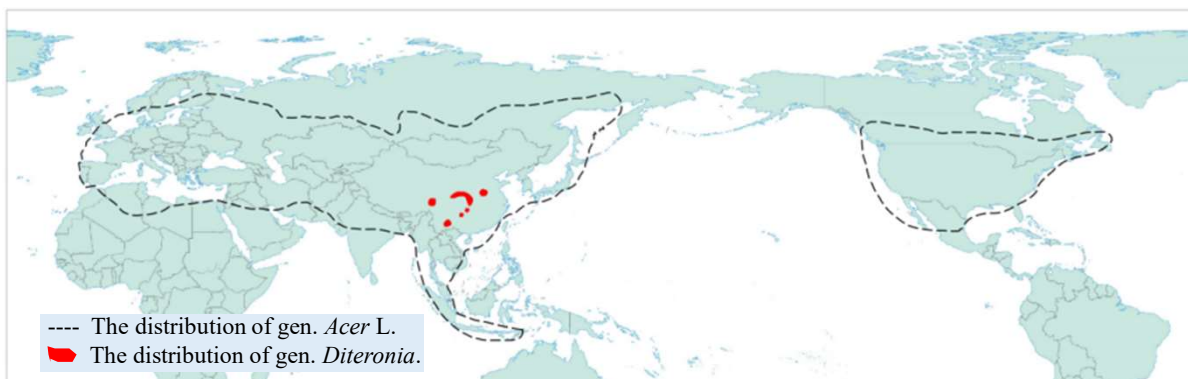 ---- The distribution of gen. Acer L.
The distribution of gen. Diteronia.